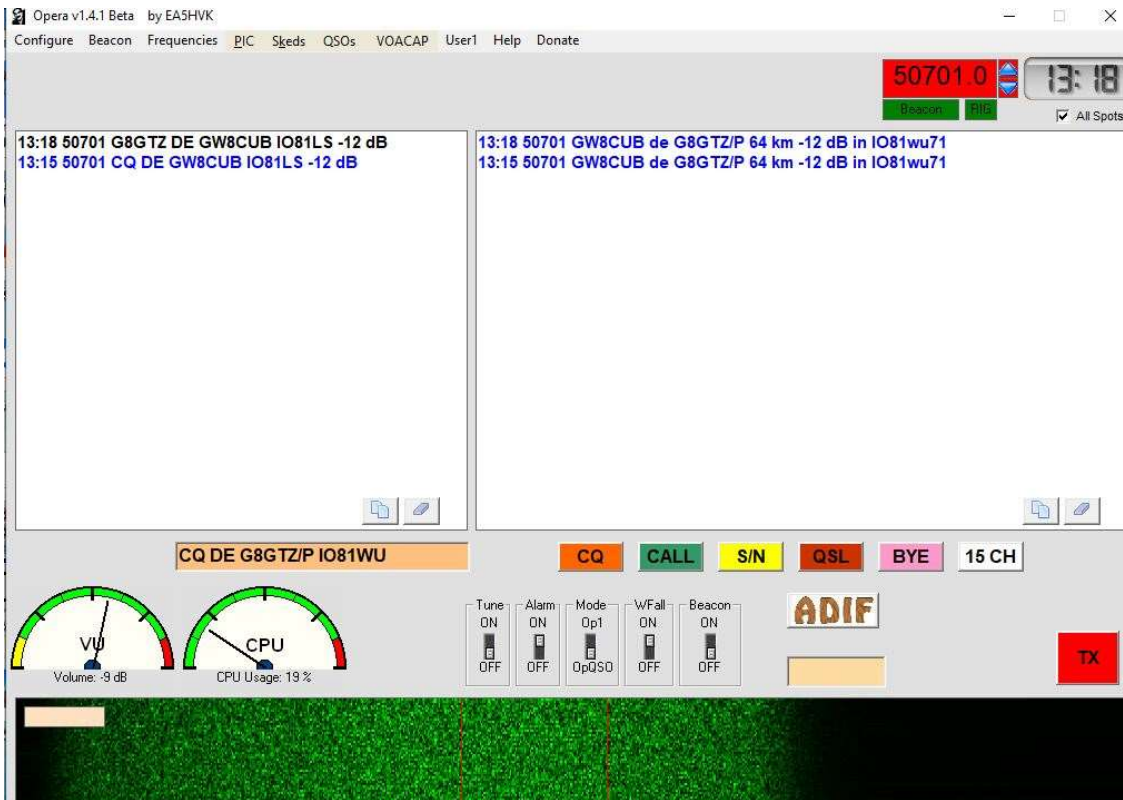 Opera v1.4.1 Beta by EA5HVK
Configure Beacon Frequencies PIC Skeds QSOs VOACAP User1 Help Donate
50701.0
13:18
Beacon RIG
All Spots
13:18 50701 G8GTZ DE GW8CUB IO81LS -12 dB
13:15 50701 CQ DE GW8CUB IO81LS -12 dB
13:18 50701 GW8CUB de G8GTZ/P 64 km -12 dB in IO81wu71
13:15 50701 GW8CUB de G8GTZ/P 64 km -12 dB in IO81wu71
CQ DE G8GTZ/P IO81WU
CQ CALL S/N QSL BYE 15 CH
VU
Volume: -9 dB
CPU
CPU Usage: 19 %
Tune Alarm Mode WFall Beacon
ON ON Op1 ON ON
OFF OFF OpQSO OFF OFF
ADIF
TX